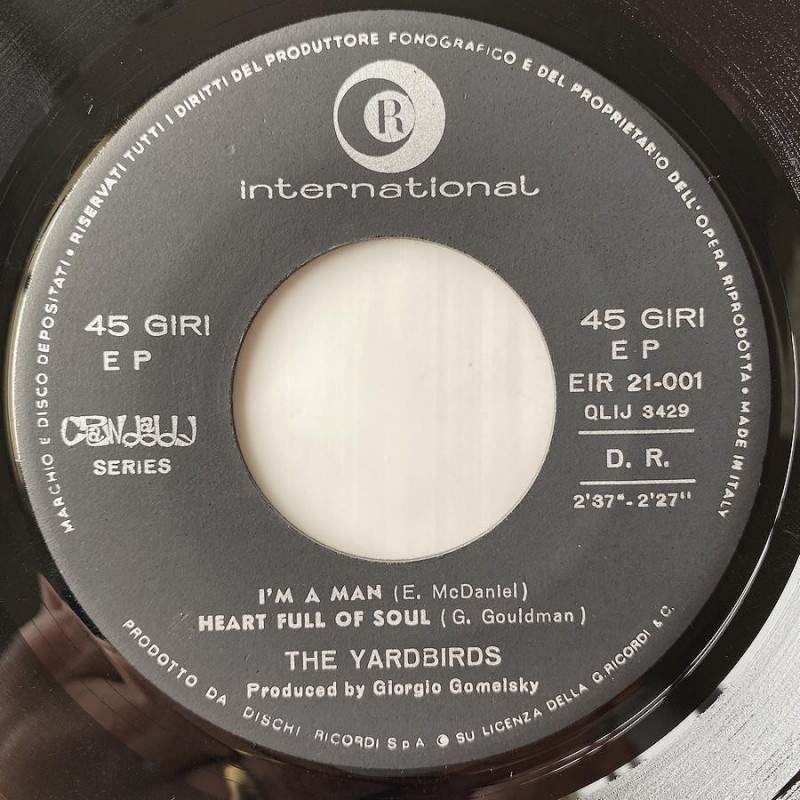 MARCHIO E DISCO DEPOSITATI • RISERVATI TUTTI I DIRITTI DEL PRODUTTORE FONOGRAFICO E DEL PROPRIETARIO DELL'OPERA RIPRODOTTA • MADE IN ITALY
R
international
45 GIRI
E P
SERIES
45 GIRI
E P
EIR 21-001
QLIJ 3429
D. R.
2'37" - 2'27"
I'M A MAN (E. McDaniel)
HEART FULL OF SOUL (G. Gouldman)
THE YARDBIRDS
Produced by Giorgio Gomelsky
PRODOTTO DA DISCHI RICORDI S p A SU LICENZA DELLA G. RICORDI & C.